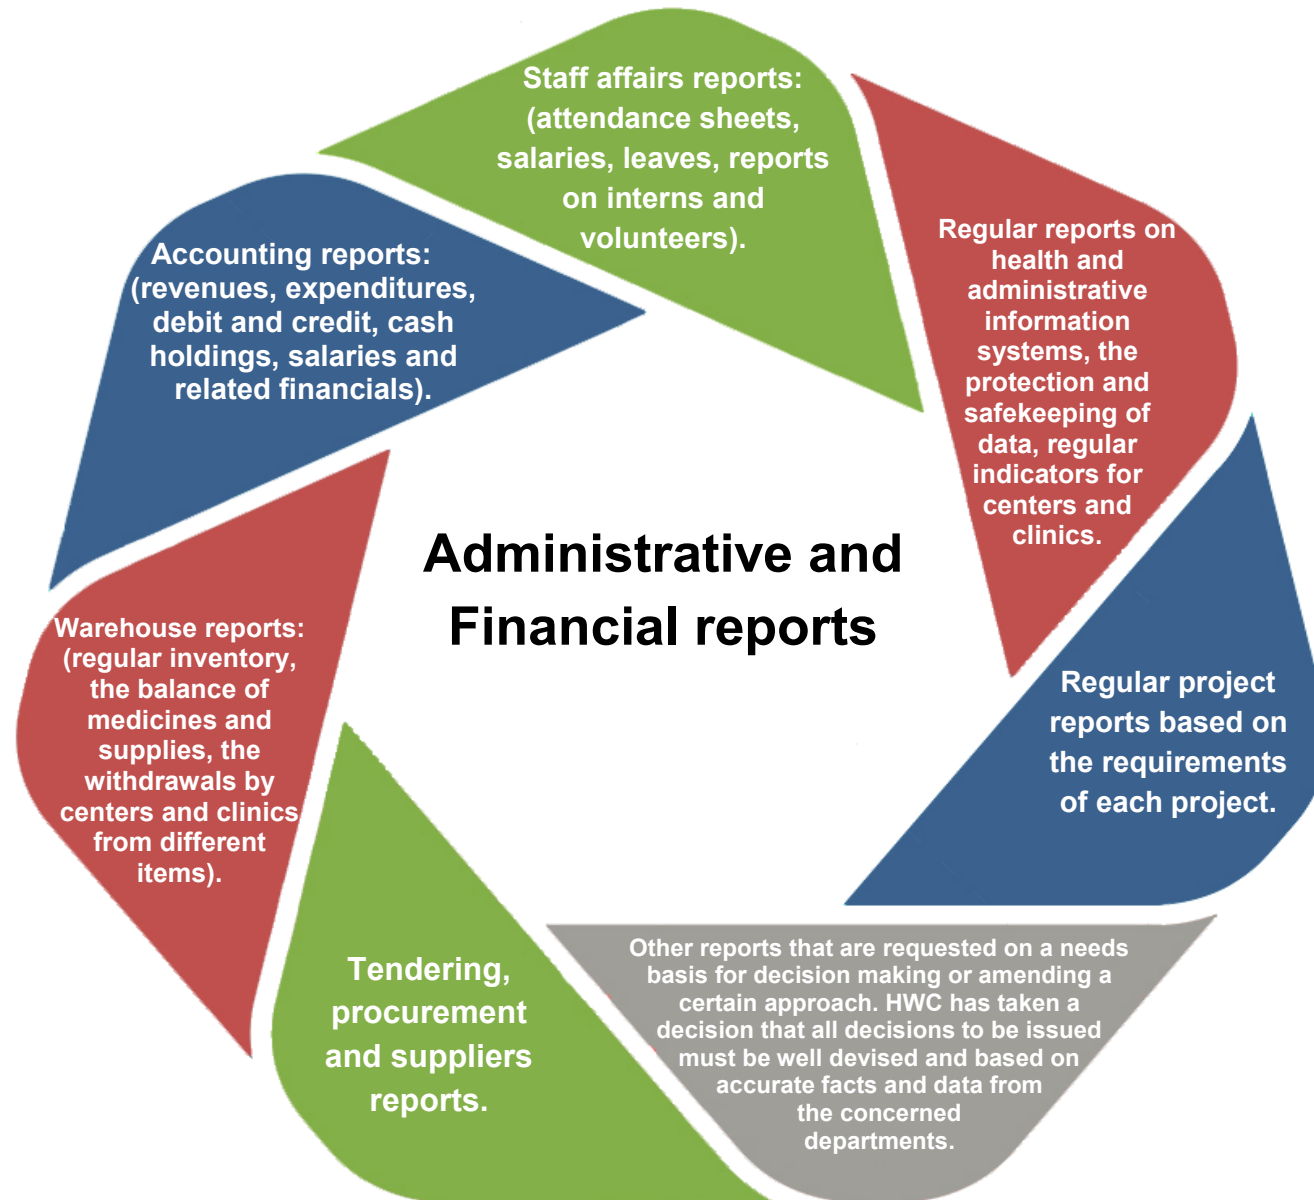 Staff affairs reports:
(attendance sheets,
salaries, leaves, reports
on interns and
volunteers).
Regular reports on
health and
administrative
information
systems, the
protection and
safekeeping of
data, regular
indicators for
centers and
clinics.
Regular project
reports based on
the requirements
of each project.
Other reports that are requested on a needs
basis for decision making or amending a
certain approach. HWC has taken a
decision that all decisions to be issued
must be well devised and based on
accurate facts and data from
the concerned
departments.
Tendering,
procurement
and suppliers
reports.
Warehouse reports:
(regular inventory,
the balance of
medicines and
supplies, the
withdrawals by
centers and clinics
from different
items).
Accounting reports:
(revenues, expenditures,
debit and credit, cash
holdings, salaries and
related financials).
Administrative and
Financial reports